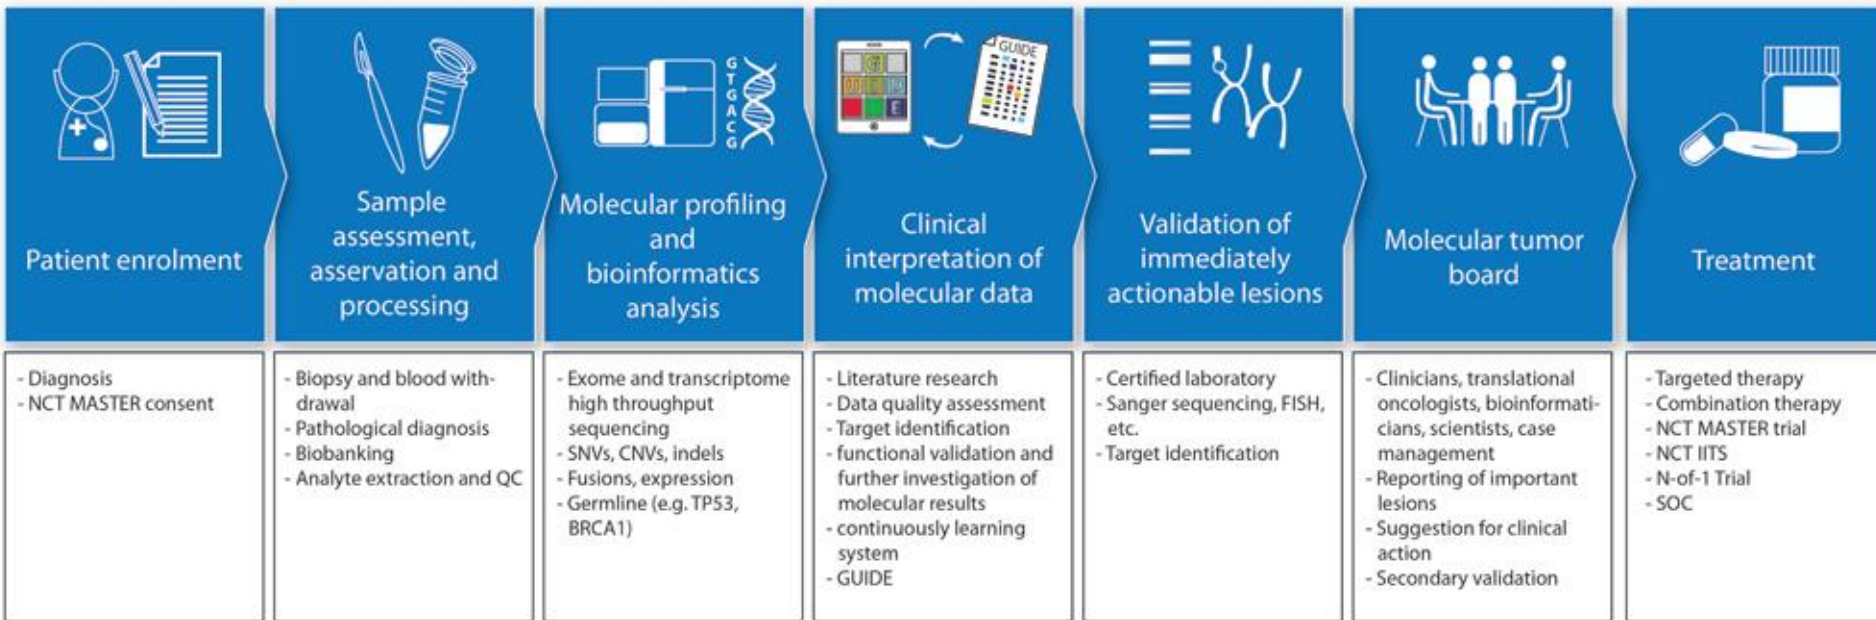 GTGACG
GUIDE
G
U I D
E
Patient enrolment
Sample
assessment,
asservation and
processing
Molecular profiling
and
bioinformatics
analysis
Clinical
interpretation of
molecular data
Validation of
immediately
actionable lesions
Molecular tumor
board
Treatment
- Diagnosis
- NCT MASTER consent
- Biopsy and blood with-
drawal
- Pathological diagnosis
- Biobanking
- Analyte extraction and QC
- Exome and transcriptome
high throughput
sequencing
- SNVs, CNVs, indels
- Fusions, expression
- Germline (e.g. TP53,
BRCA1)
- Literature research
- Data quality assessment
- Target identification
- functional validation and
further investigation of
molecular results
- continuously learning
system
- GUIDE
- Certified laboratory
- Sanger sequencing, FISH,
etc.
- Target identification
- Clinicians, translational
oncologists, bioinformati-
cians, scientists, case
management
- Reporting of important
lesions
- Suggestion for clinical
action
- Secondary validation
- Targeted therapy
- Combination therapy
- NCT MASTER trial
- NCT IITS
- N-of-1 Trial
- SOC